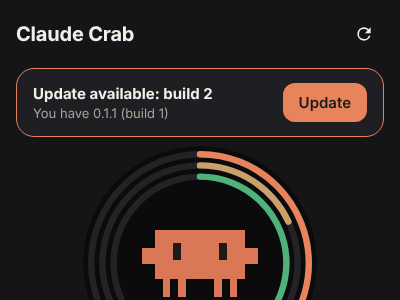 Claude Crab
Update available: build 2
You have 0.1.1 (build 1)
Update